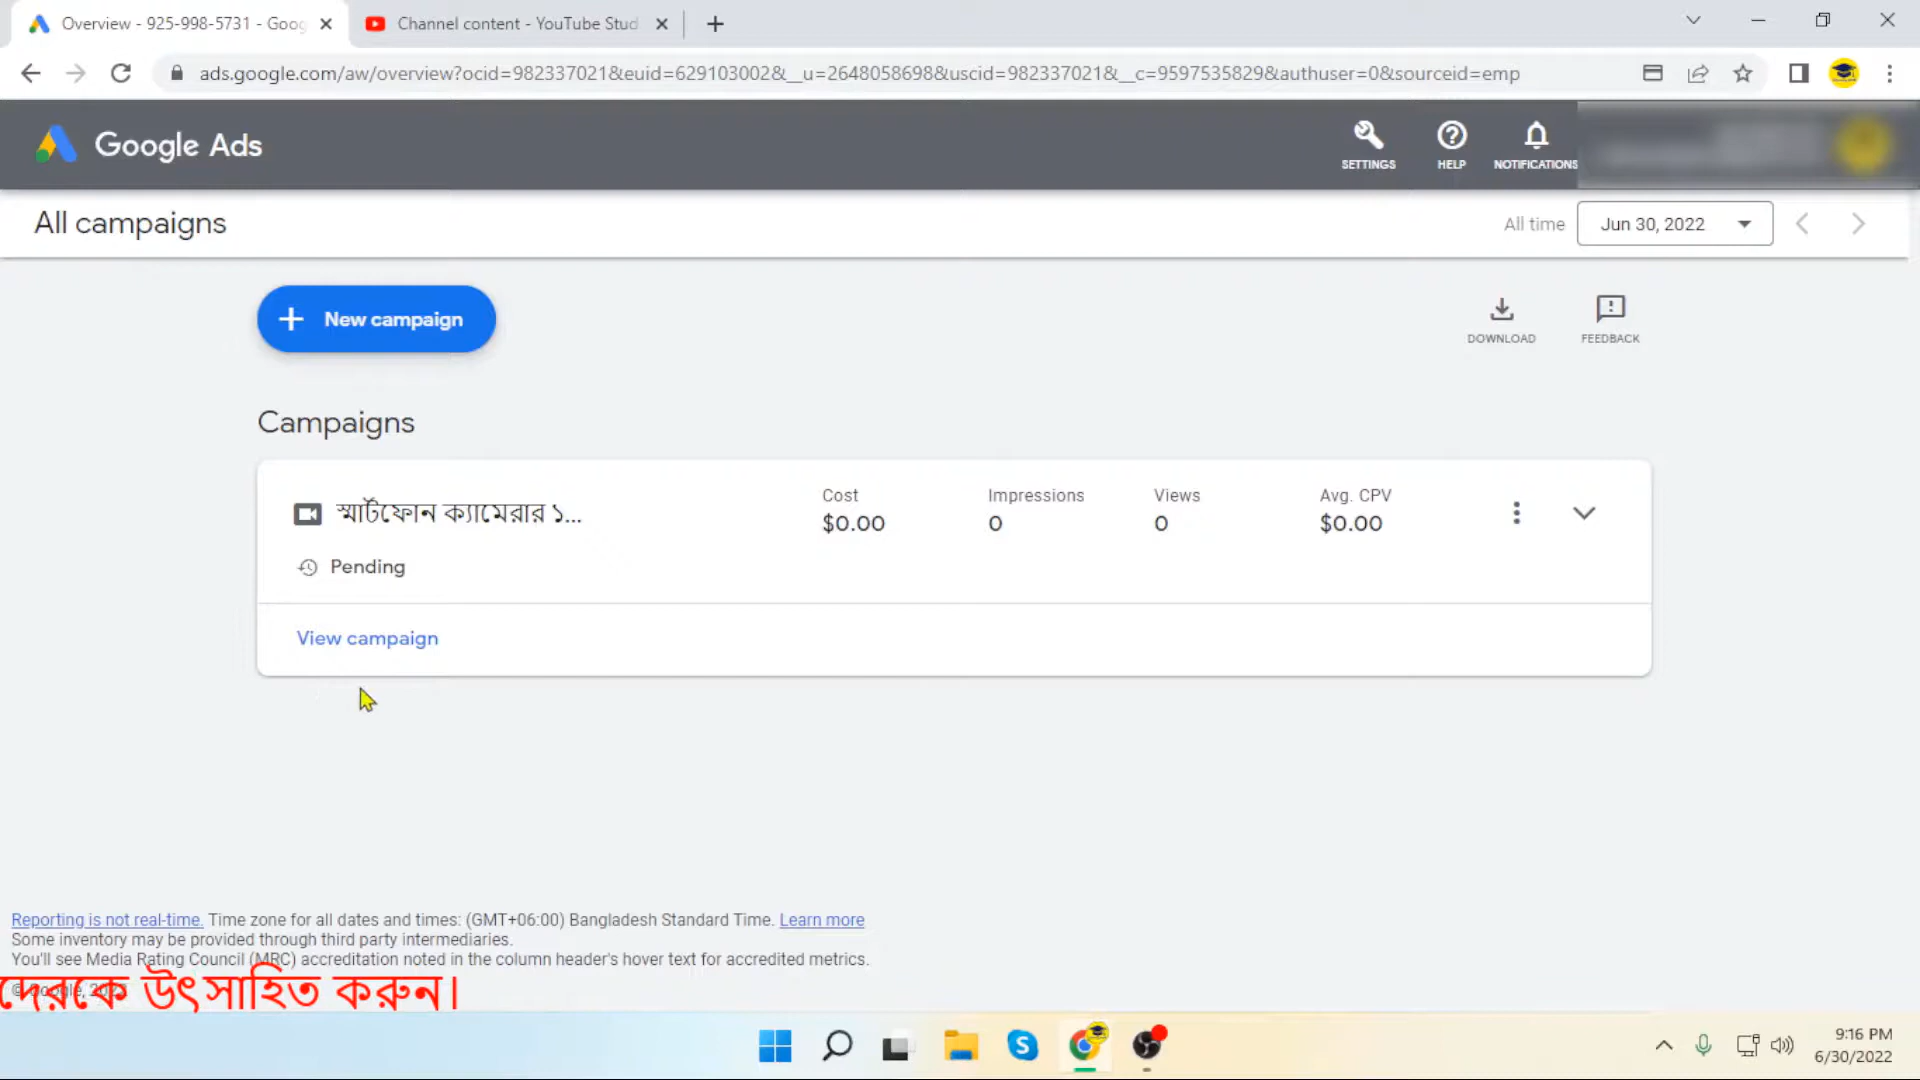 Overview - 925-998-5731 - Goog
Channel content - YouTube Stud
ads.google.com/aw/overview?ocid=982337021&euid=629103002&__u=2648058698&uscid=982337021&__c=9597535829&authuser=0&sourceid=emp
Google Ads
SETTINGS
HELP
NOTIFICATIONS
All campaigns
All time
Jun 30, 2022
New campaign
DOWNLOAD
FEEDBACK
Campaigns
স্মার্টফোন ক্যামেরার ১...
Cost
$0.00
Impressions
0
Views
0
Avg. CPV
$0.00
Pending
View campaign
Reporting is not real-time. Time zone for all dates and times: (GMT+06:00) Bangladesh Standard Time. Learn more
Some inventory may be provided through third party intermediaries.
You'll see Media Rating Council (MRC) accreditation noted in the column header's hover text for accredited metrics.
দেরকে উৎসাহিত করুন।
9:16 PM
6/30/2022